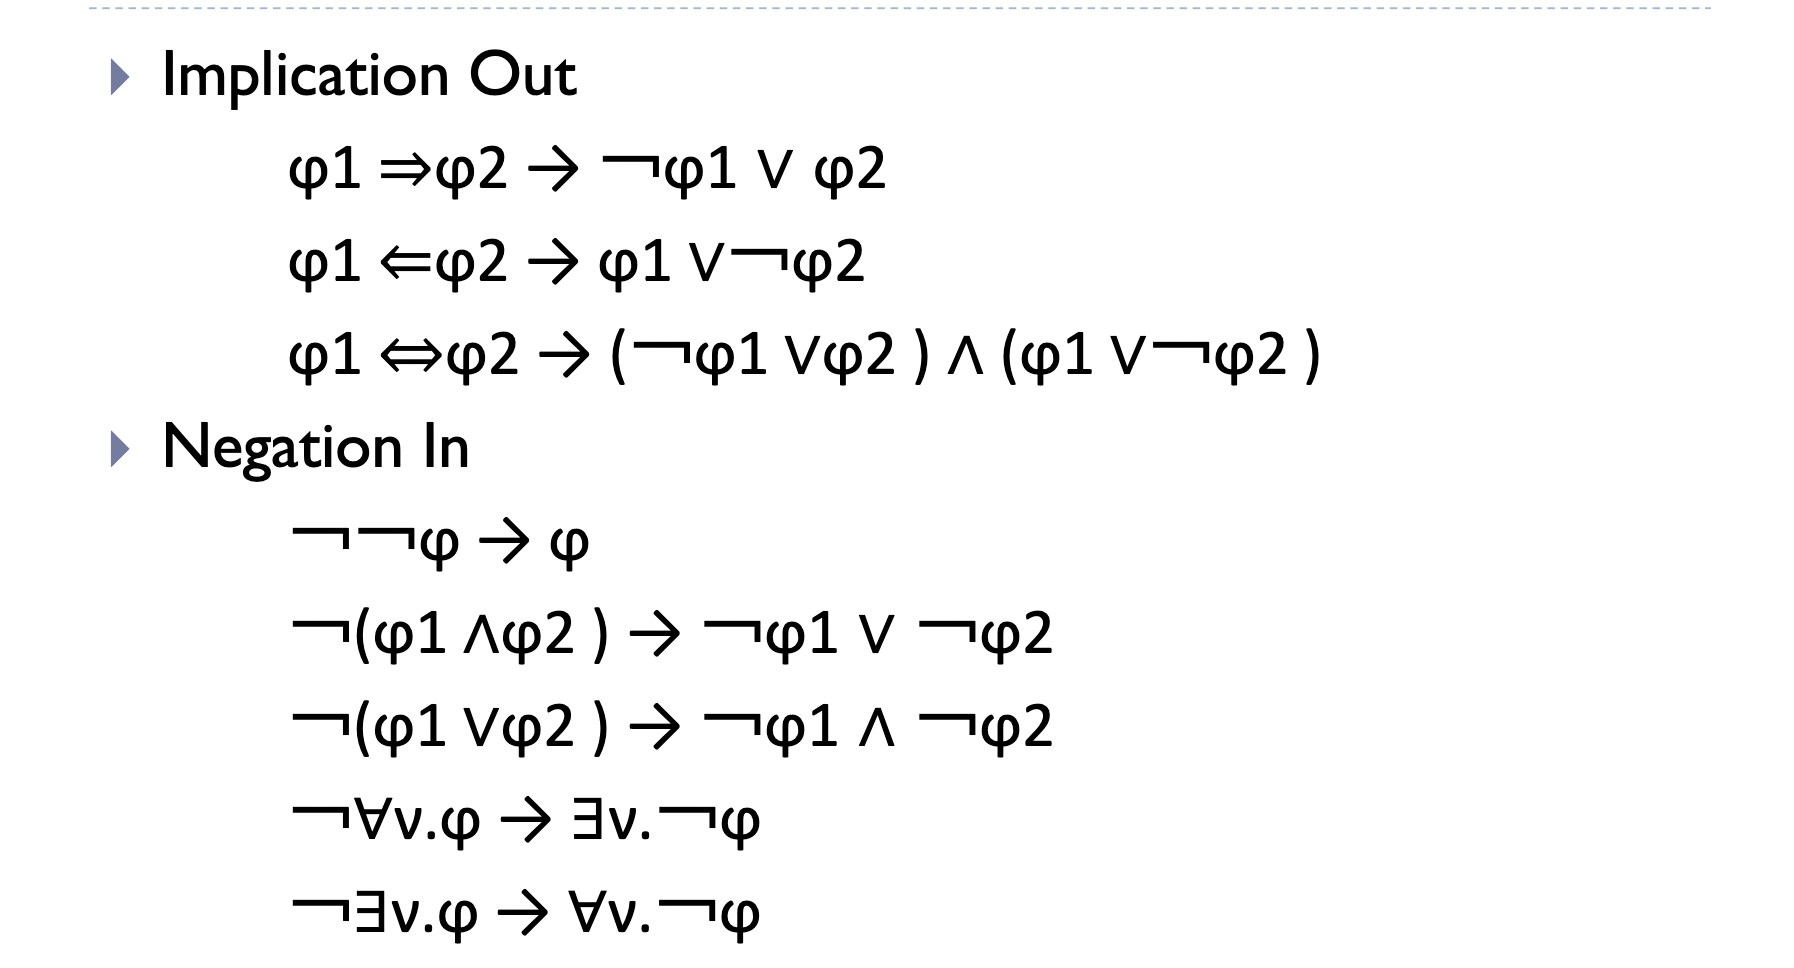 Implication Out
φ1 ⇒φ2 → ¬φ1 ∨ φ2
φ1 ⇐φ2 → φ1 ∨¬φ2
φ1 ⇔φ2 → (¬φ1 ∨φ2 ) ∧ (φ1 ∨¬φ2 )
Negation In
¬¬φ → φ
¬(φ1 ∧φ2 ) → ¬φ1 ∨ ¬φ2
¬(φ1 ∨φ2 ) → ¬φ1 ∧ ¬φ2
¬∀ν.φ → ∃ν.¬φ
¬∃ν.φ → ∀ν.¬φ